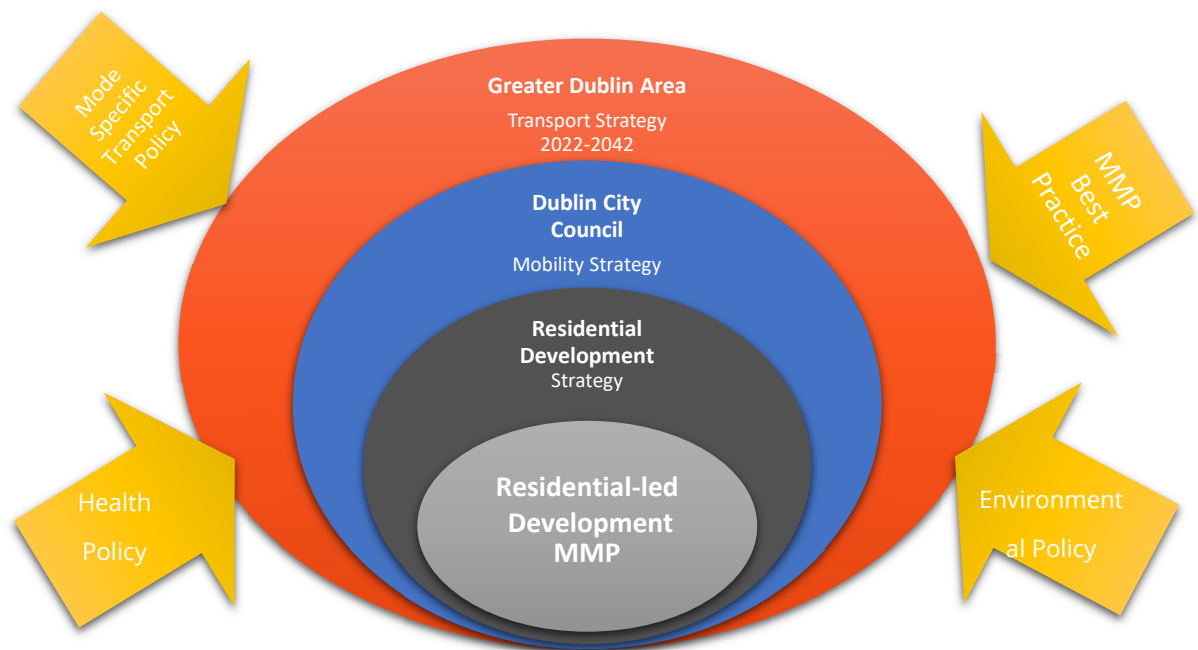 Mode
Specific
Transport
Policy
Greater Dublin Area
Transport Strategy
2022-2042
MMP
Best
Practice
Dublin City
Council
Mobility Strategy
Residential
Development
Strategy
Residential-led
Development
MMP
Health
Policy
Environment
al Policy